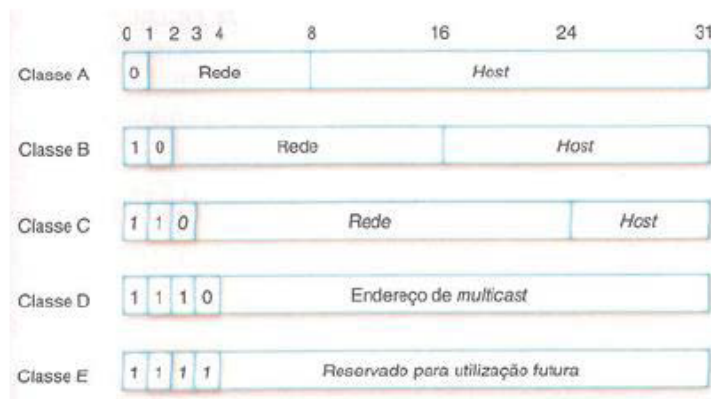 0 1 2 3 4 8 16 24 31
Classe A 0 Rede Host
Classe B 1 0 Rede Host
Classe C 1 1 0 Rede Host
Classe D 1 1 1 0 Endereço de multicast
Classe E 1 1 1 1 Reservado para utilização futura